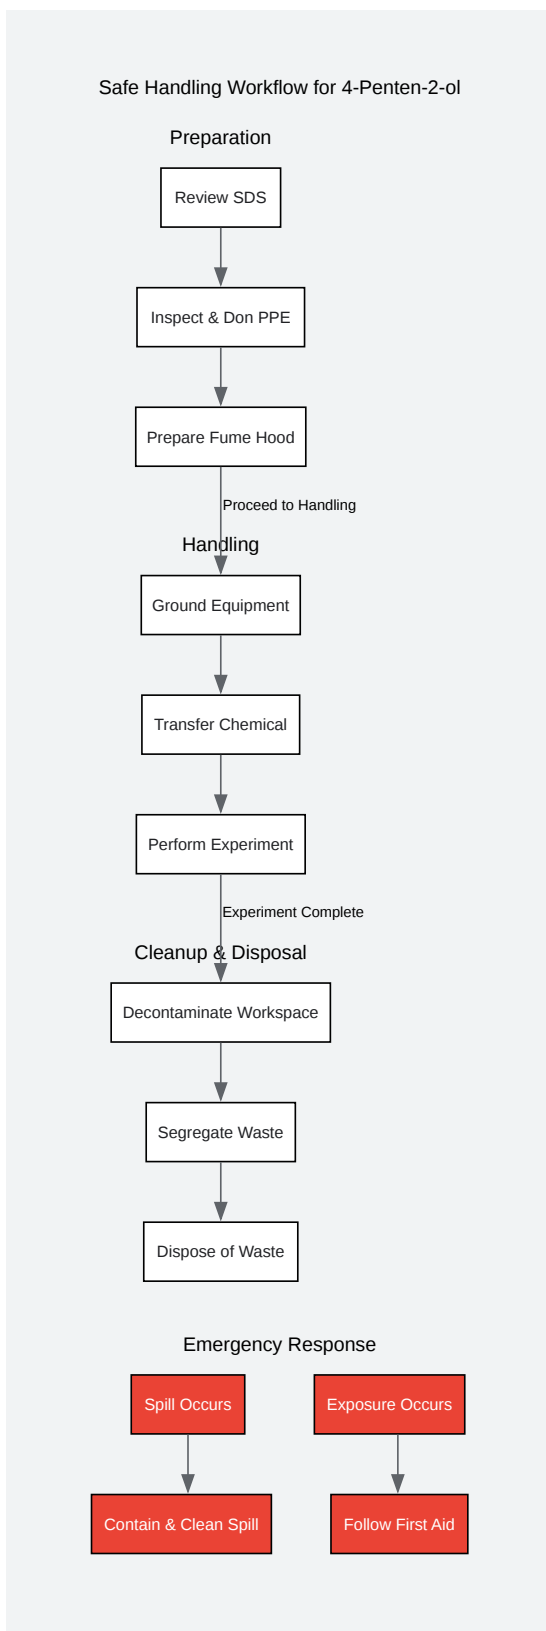 Safe Handling Workflow for 4-Penten-2-ol
Preparation
Review SDS
Inspect & Don PPE
Prepare Fume Hood
Proceed to Handling
Handling
Ground Equipment
Transfer Chemical
Perform Experiment
Experiment Complete
Cleanup & Disposal
Decontaminate Workspace
Segregate Waste
Dispose of Waste
Emergency Response
Spill Occurs
Exposure Occurs
Contain & Clean Spill
Follow First Aid